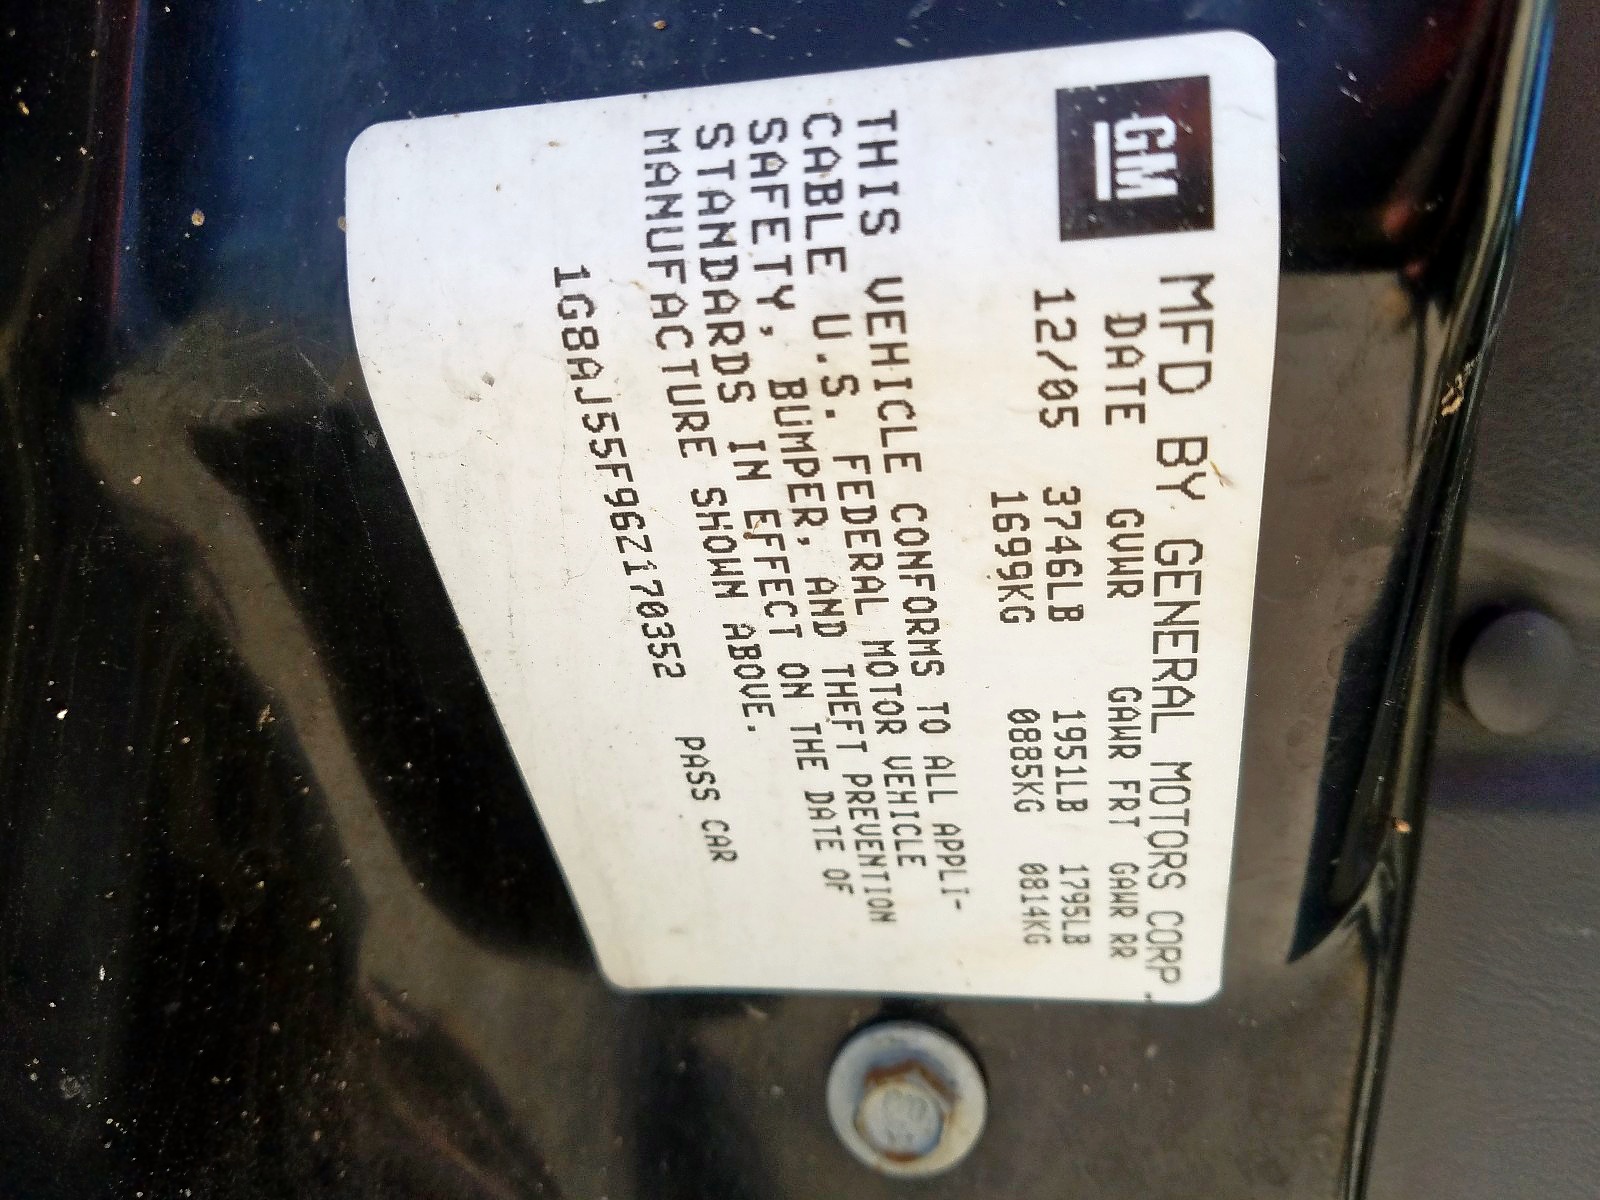 GM
MFD BY GENERAL MOTORS CORP.
DATE GVWR GAWR FRT GAWR RR
12/05 3746LB 1951LB 1795LB
1699KG 0885KG 0814KG
THIS VEHICLE CONFORMS TO ALL APPLI-
CABLE U.S. FEDERAL MOTOR VEHICLE
SAFETY, BUMPER, AND THEFT PREVENTION
STANDARDS IN EFFECT ON THE DATE OF
MANUFACTURE SHOWN ABOVE.
1G8AJ55F96Z170352 PASS CAR